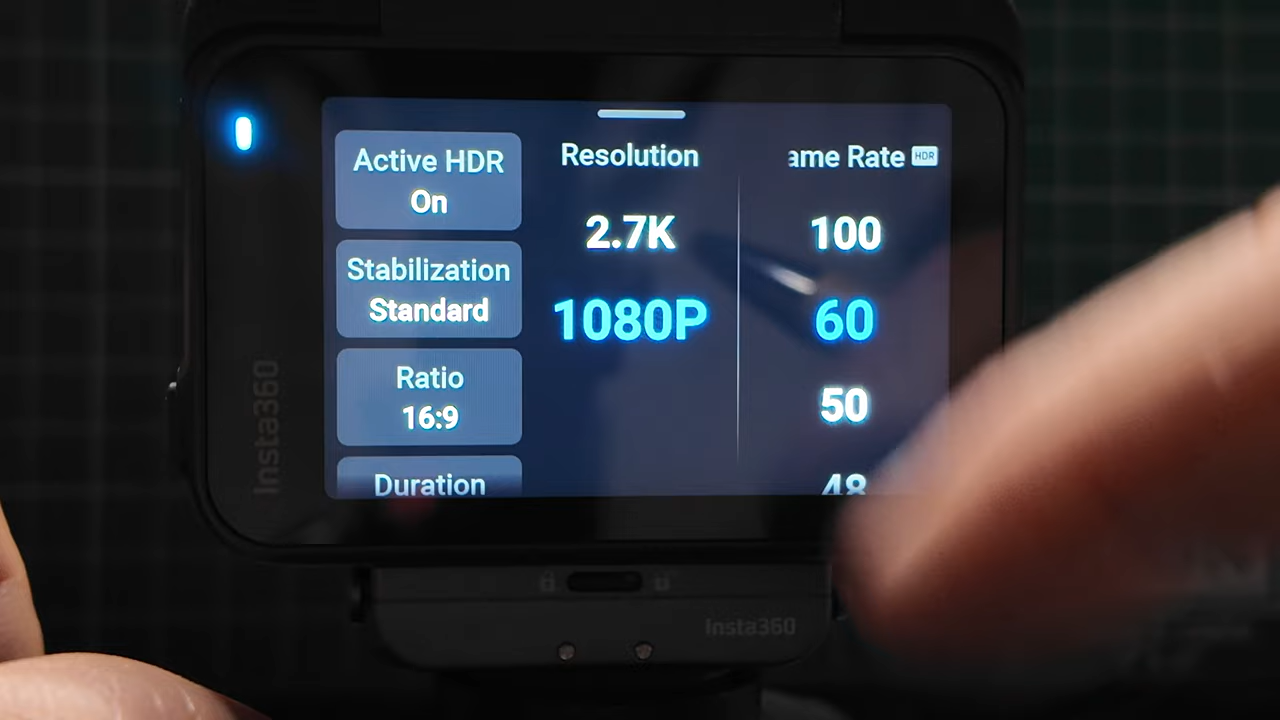 Active HDR
On
Stabilization
Standard
Ratio
16:9
Duration
Resolution
2.7K
1080P
ame Rate HDR
100
60
50
48
Insta360
Insta360